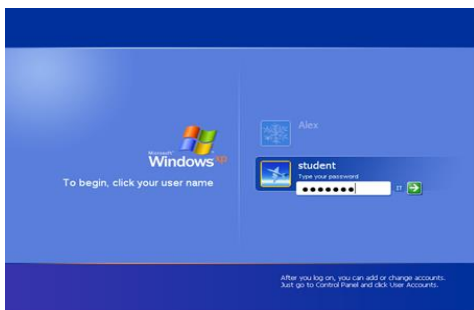 Microsoft
Windows xp
To begin, click your user name
Alex
student
Type your password
IT
After you log on, you can add or change accounts.
Just go to Control Panel and click User Accounts.